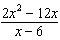 2x² − 12x
x − 6